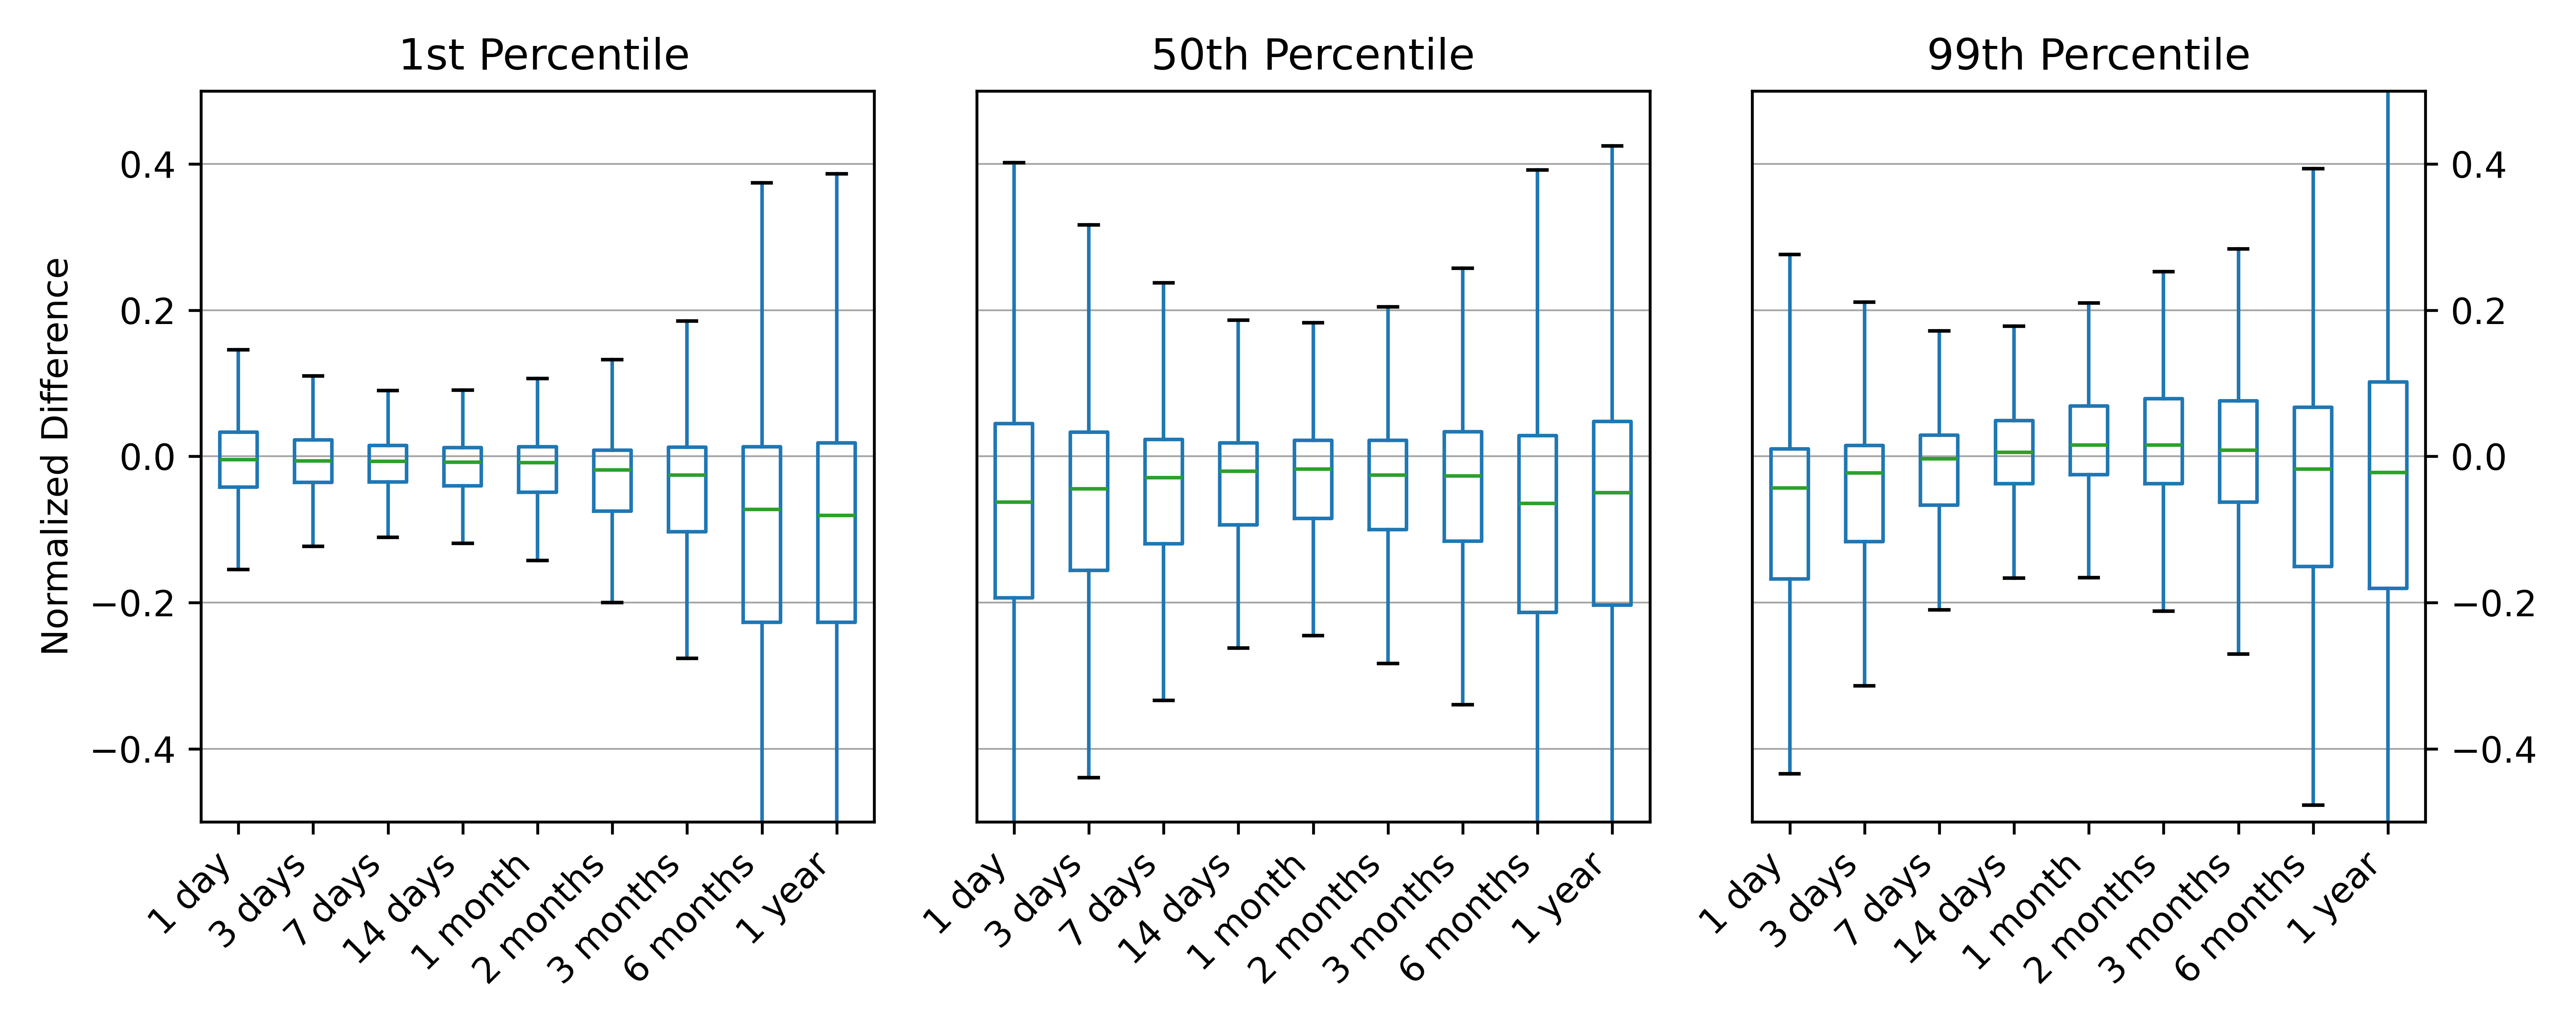 1st Percentile
50th Percentile
99th Percentile
Normalized Difference
0.4
0.2
0.0
−0.2
−0.4
1 day
3 days
7 days
14 days
1 month
2 months
3 months
6 months
1 year
1 day
3 days
7 days
14 days
1 month
2 months
3 months
6 months
1 year
1 day
3 days
7 days
14 days
1 month
2 months
3 months
6 months
1 year
0.4
0.2
0.0
−0.2
−0.4